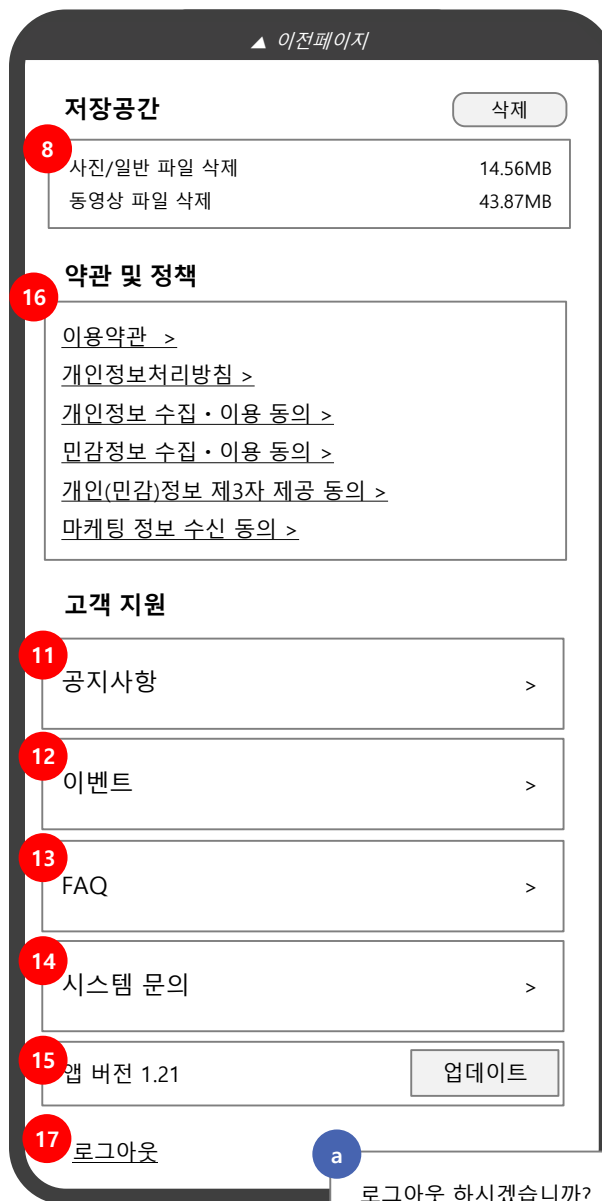 ▲ 이전페이지
저장공간 삭제
8
사진/일반 파일 삭제 14.56MB
동영상 파일 삭제 43.87MB
약관 및 정책
16
이용약관 >
개인정보처리방침 >
개인정보 수집・이용 동의 >
민감정보 수집・이용 동의 >
개인(민감)정보 제3자 제공 동의 >
마케팅 정보 수신 동의 >
고객 지원
11
공지사항 >
12
이벤트 >
13
FAQ >
14
시스템 문의 >
15
앱 버전 1.21 업데이트
17
로그아웃
a
로그아웃 하시겠습니까?